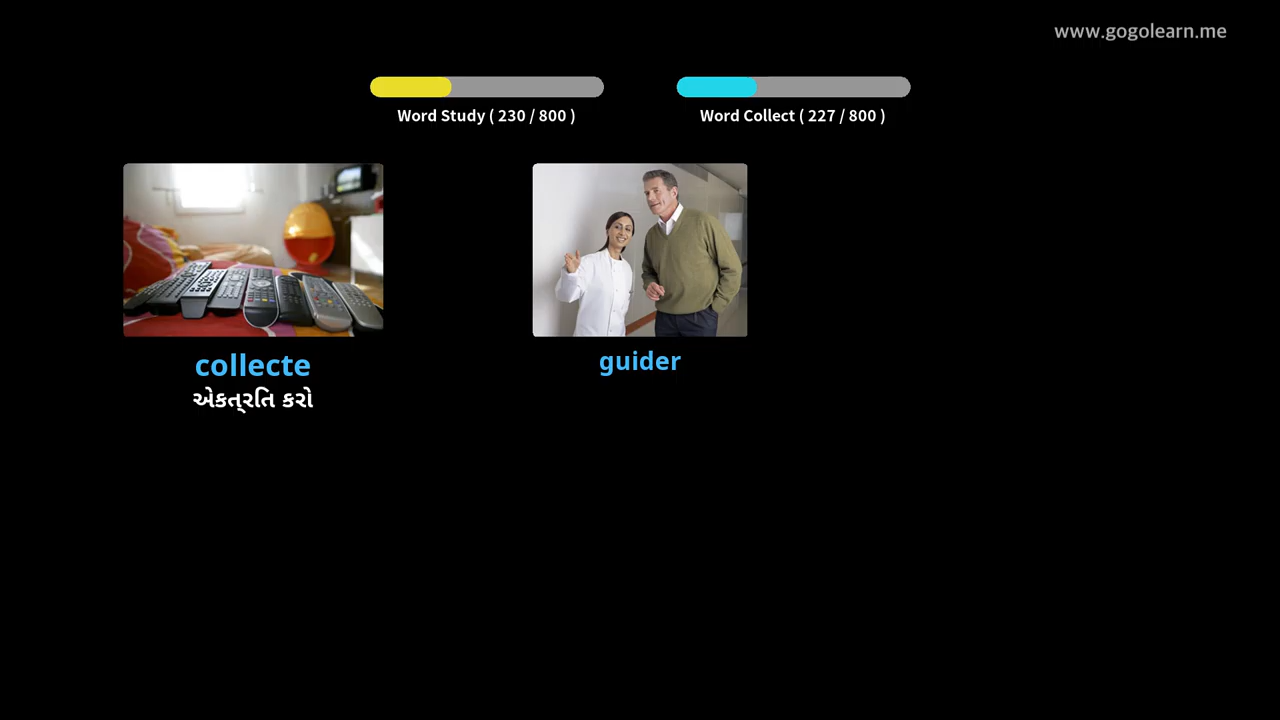 www.gogolearn.me
Word Study ( 230 / 800 )
Word Collect ( 227 / 800 )
collecte
એકત્રતિ કરો
guider